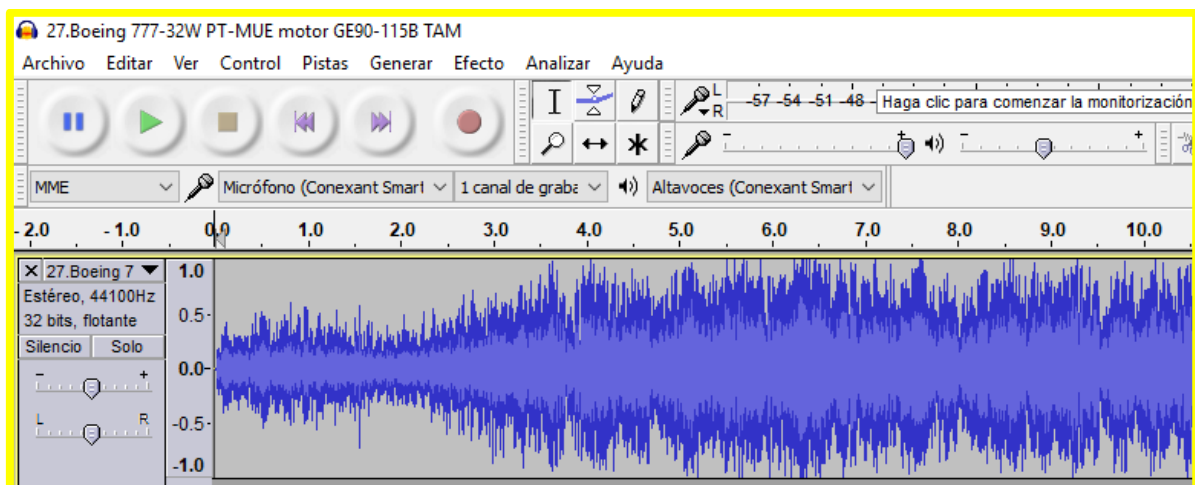 27.Boeing 777-32W PT-MUE motor GE90-115B TAM
Archivo Editar Ver Control Pistas Generar Efecto Analizar Ayuda
L
R
-57 -54 -51 -48 - Haga clic para comenzar la monitorización
MME Micrófono (Conexant Smart 1 canal de graba Altavoces (Conexant Smart
- 2.0 - 1.0 0.0 1.0 2.0 3.0 4.0 5.0 6.0 7.0 8.0 9.0 10.0
X 27.Boeing 7 1.0
Estéreo, 44100Hz
32 bits, flotante 0.5
Silencio Solo
0.0
- +
L R -0.5
-1.0